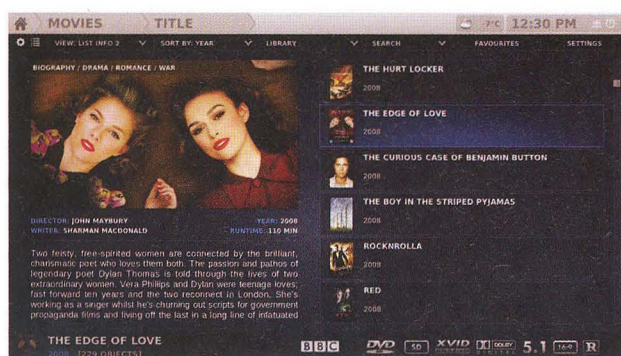 MOVIES TITLE 7°C 12:30 PM
VIEW: LIST INFO 2 SORT BY: YEAR LIBRARY SEARCH FAVOURITES SETTINGS
BIOGRAPHY / DRAMA / ROMANCE / WAR
DIRECTOR: JOHN MAYBURY YEAR: 2008
WRITER: SHARMAN MACDONALD RUNTIME: 110 MIN
Two feisty, free-spirited women are connected by the brilliant,
charismatic poet who loves them both. The passion and pathos of
legendary poet Dylan Thomas is told through the lives of two
extraordinary women. Vera Phillips and Dylan were teenage loves;
fast forward ten years and the two reconnect in London. She's
working as a singer whilst he's churning out scripts for government
propaganda films and living off the last in a long line of infatuated
THE HURT LOCKER
2008
THE EDGE OF LOVE
2008
THE CURIOUS CASE OF BENJAMIN BUTTON
2008
THE BOY IN THE STRIPED PYJAMAS
2008
ROCKNROLLA
2008
RED
2008
THE EDGE OF LOVE
2008 [229 OBJECTS]
BBC DVD SD XVID DOLBY DIGITAL 5.1 16:9 R